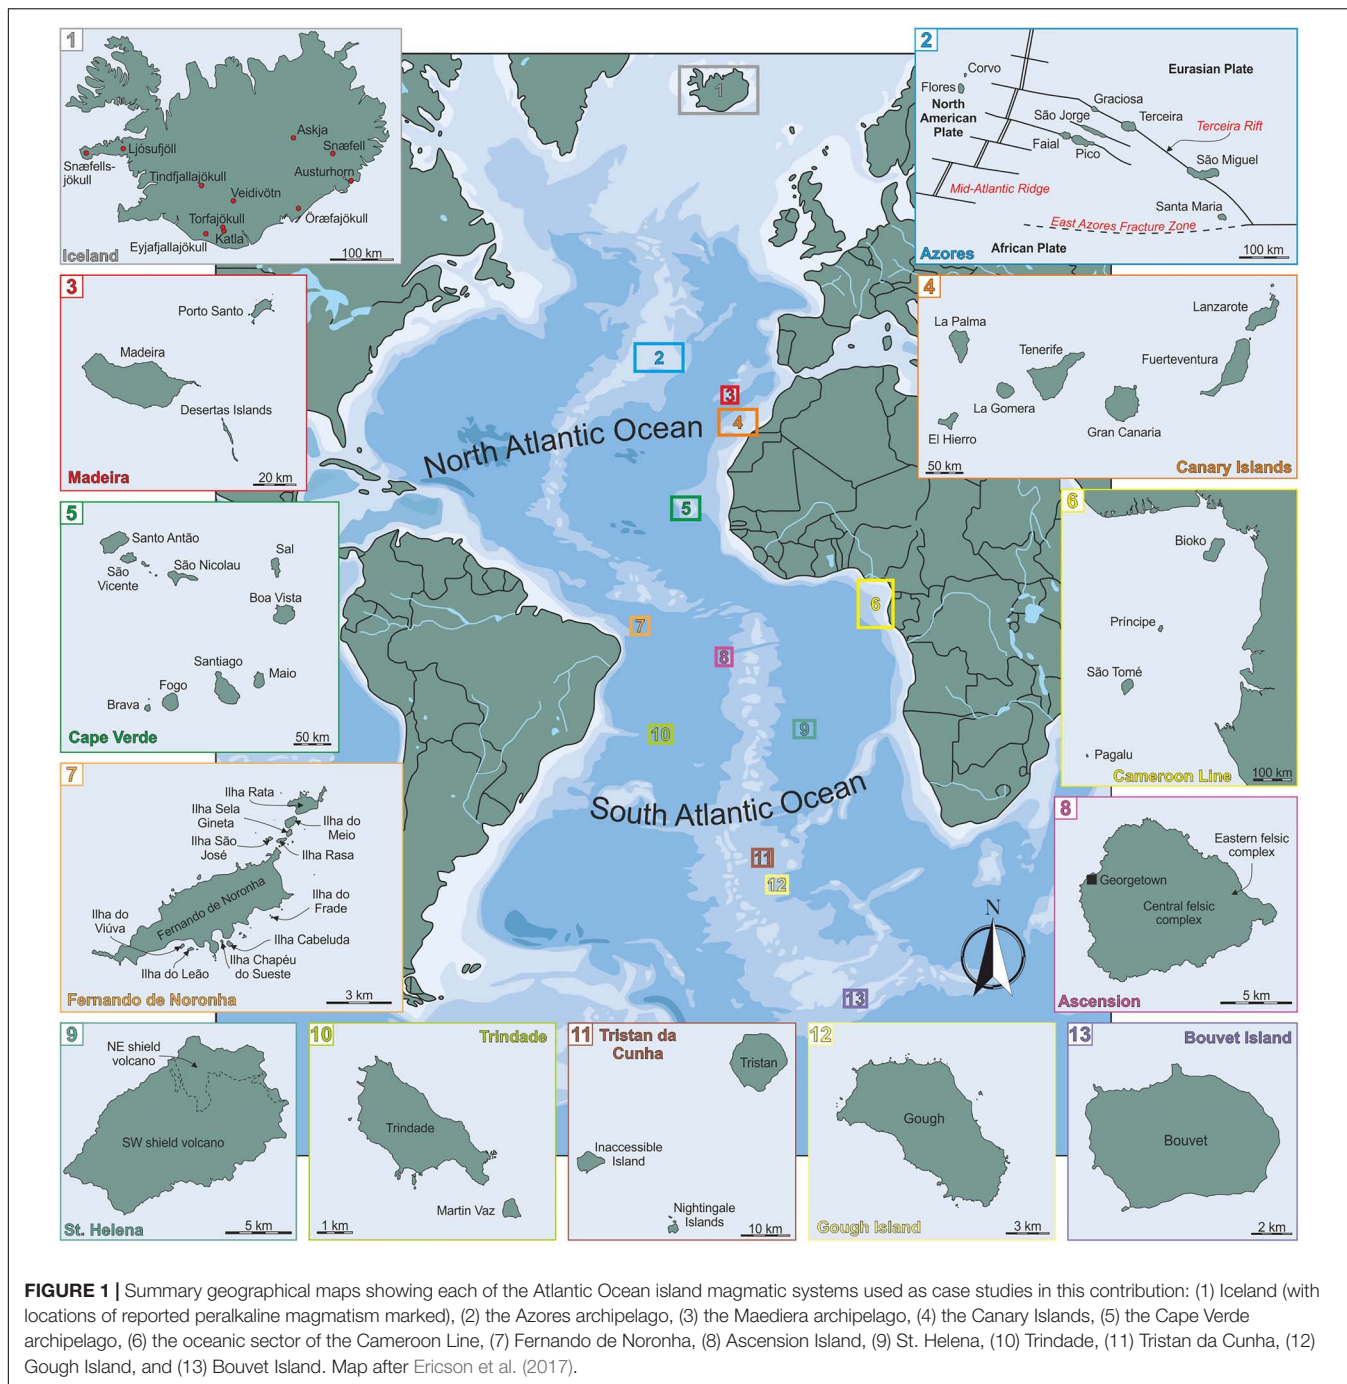 1
Askja
Ljósufjöll
Snæfell
Snæfells-
jökull
Tindfjallajökull
Austurhorn
Veidivötn
Torfajökull
Öræfajökull
Katla
Eyjafjallajökull
Iceland
100 km
1
2
Corvo
Eurasian Plate
Flores
North
American
Plate
Graciosa
São Jorge
Terceira
Terceira Rift
Faial
Pico
São Miguel
Mid-Atlantic Ridge
Santa Maria
East Azores Fracture Zone
African Plate
Azores
100 km
3
Porto Santo
Madeira
Desertas Islands
Madeira
20 km
4
Lanzarote
La Palma
Tenerife
Fuerteventura
La Gomera
El Hierro
Gran Canaria
50 km
Canary Islands
2
3
4
North Atlantic Ocean
5
6
7
8
9
10
South Atlantic Ocean
11
12
13
N
5
Santo Antão
São
Vicente
São Nicolau
Sal
Boa Vista
Santiago
Maio
Fogo
Brava
Cape Verde
50 km
6
Bioko
Príncipe
São Tomé
Pagalu
Cameroon Line
100 km
7
Ilha Rata
Ilha Sela
Gineta
Ilha do
Meio
Ilha São
José
Ilha Rasa
Fernando de Noronha
Ilha do
Frade
Ilha do
Viúva
Ilha Cabeluda
Ilha Chapéu
do Sueste
Ilha do Leão
Fernando de Noronha
3 km
8
Eastern felsic
complex
Georgetown
Central felsic
complex
Ascension
5 km
9
NE shield
volcano
SW shield volcano
St. Helena
5 km
10
Trindade
Trindade
Martin Vaz
1 km
11
Tristan da
Cunha
Tristan
Inaccessible
Island
Nightingale
Islands
10 km
12
Gough
Gough Island
3 km
13
Bouvet Island
Bouvet
2 km
FIGURE 1 | Summary geographical maps showing each of the Atlantic Ocean island magmatic systems used as case studies in this contribution: (1) Iceland (with
locations of reported peralkaline magmatism marked), (2) the Azores archipelago, (3) the Maediera archipelago, (4) the Canary Islands, (5) the Cape Verde
archipelago, (6) the oceanic sector of the Cameroon Line, (7) Fernando de Noronha, (8) Ascension Island, (9) St. Helena, (10) Trindade, (11) Tristan da Cunha, (12)
Gough Island, and (13) Bouvet Island. Map after Ericson et al. (2017).